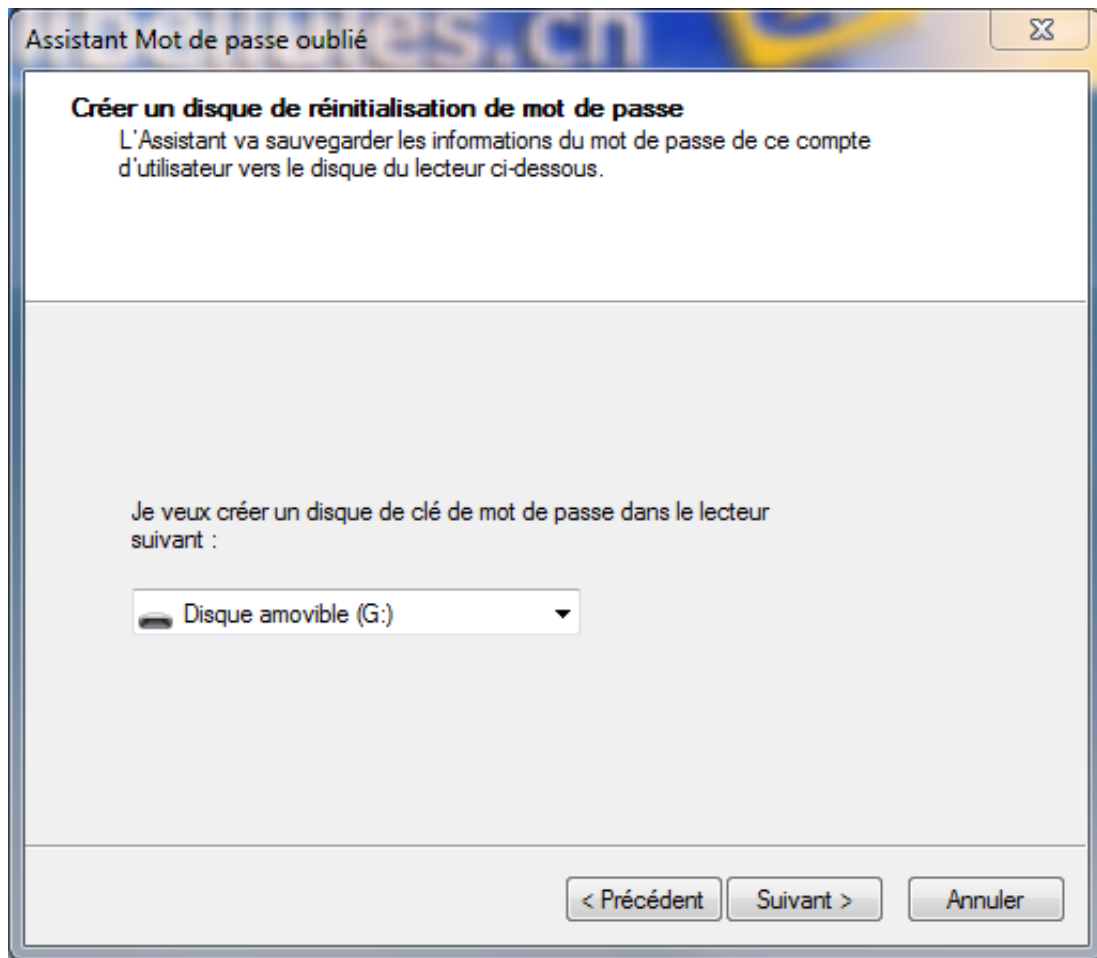 Assistant Mot de passe oublié
Créer un disque de réinitialisation de mot de passe
L'Assistant va sauvegarder les informations du mot de passe de ce compte
d'utilisateur vers le disque du lecteur ci-dessous.
Je veux créer un disque de clé de mot de passe dans le lecteur
suivant :
Disque amovible (G:)
< Précédent Suivant > Annuler